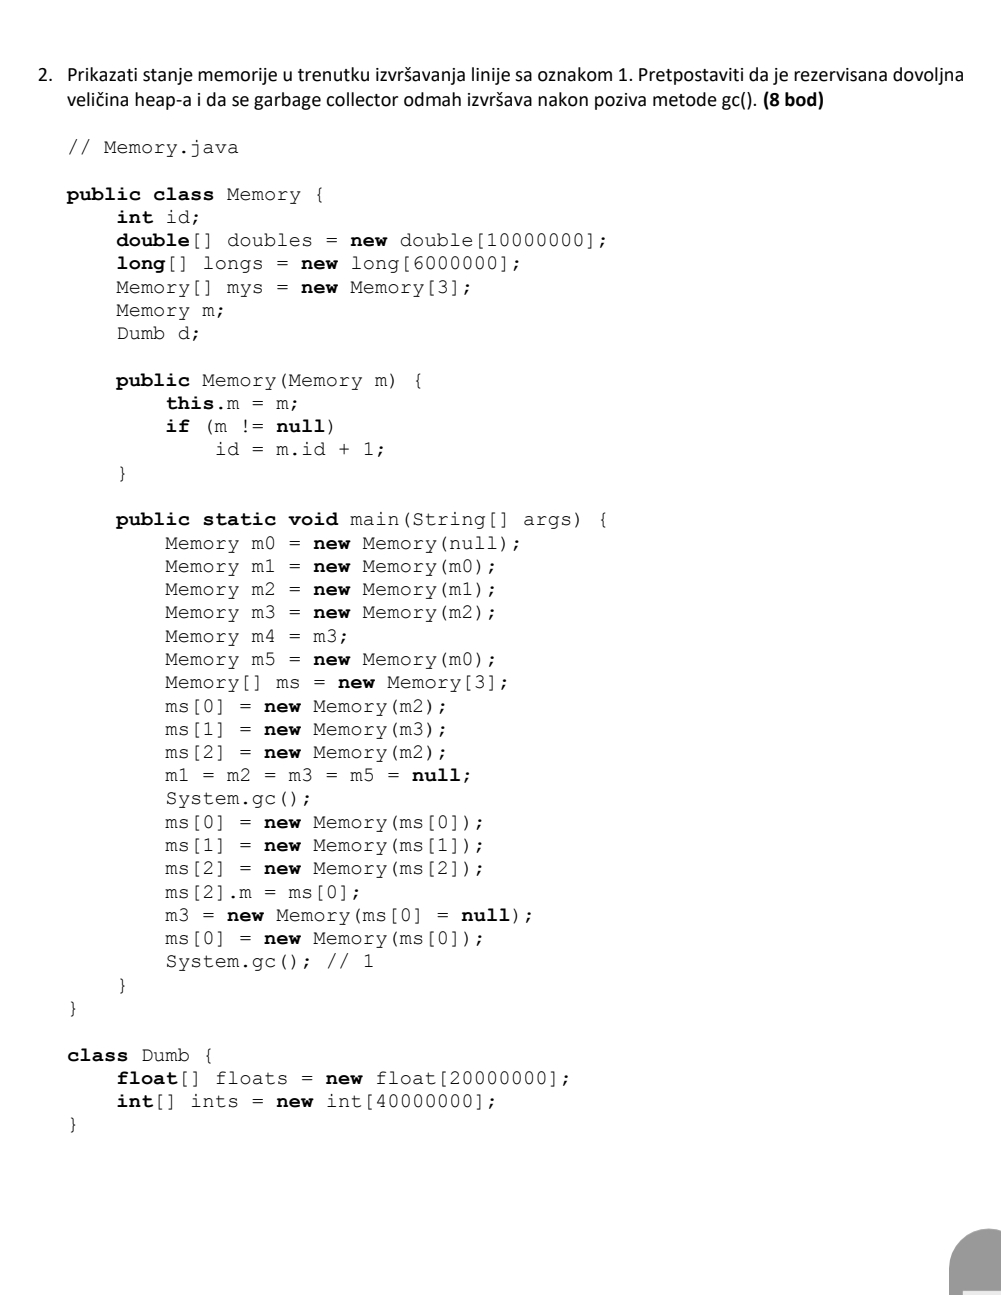 2. Prikazati stanje memorije u trenutku izvršavanja linije sa oznakom 1. Pretpostaviti da je rezervisana dovoljna
veličina heap-a i da se garbage collector odmah izvršava nakon poziva metode gc(). (8 bod)
// Memory.java
public class Memory {
    int id;
    double[] doubles = new double[10000000];
    long[] longs = new long[6000000];
    Memory[] mys = new Memory[3];
    Memory m;
    Dumb d;
    public Memory(Memory m) {
        this.m = m;
        if (m != null)
            id = m.id + 1;
    }
    public static void main(String[] args) {
        Memory m0 = new Memory(null);
        Memory m1 = new Memory(m0);
        Memory m2 = new Memory(m1);
        Memory m3 = new Memory(m2);
        Memory m4 = m3;
        Memory m5 = new Memory(m0);
        Memory[] ms = new Memory[3];
        ms[0] = new Memory(m2);
        ms[1] = new Memory(m3);
        ms[2] = new Memory(m2);
        m1 = m2 = m3 = m5 = null;
        System.gc();
        ms[0] = new Memory(ms[0]);
        ms[1] = new Memory(ms[1]);
        ms[2] = new Memory(ms[2]);
        ms[2].m = ms[0];
        m3 = new Memory(ms[0] = null);
        ms[0] = new Memory(ms[0]);
        System.gc(); // 1
    }
}
class Dumb {
    float[] floats = new float[20000000];
    int[] ints = new int[40000000];
}